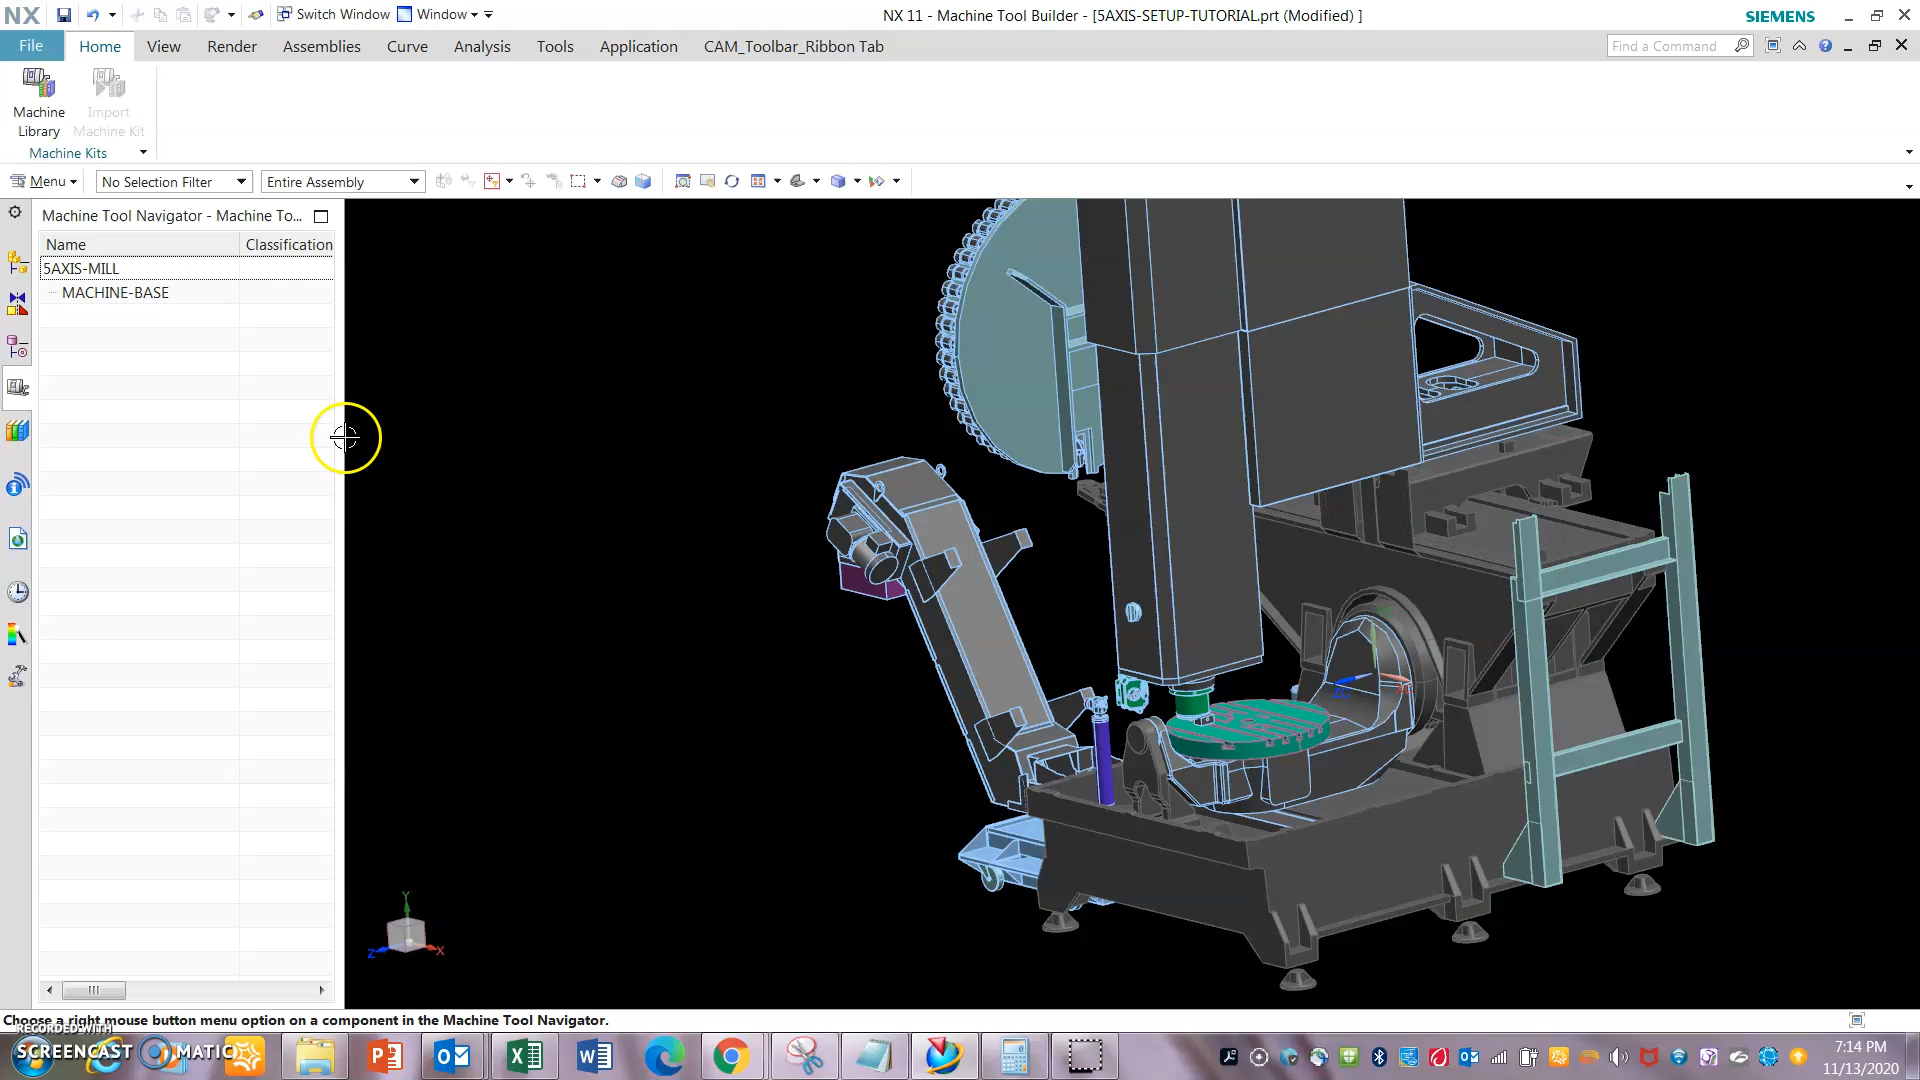 NX
Switch Window
Window
NX 11 - Machine Tool Builder - [5AXIS-SETUP-TUTORIAL.prt (Modified) ]
SIEMENS
File
Home
View
Render
Assemblies
Curve
Analysis
Tools
Application
CAM_Toolbar_Ribbon Tab
Find a Command
Machine
Library
Import
Machine Kit
Machine Kits
Menu
No Selection Filter
Entire Assembly
Machine Tool Navigator - Machine To...
Name
Classification
5AXIS-MILL
MACHINE-BASE
Y
Z
X
Choose a right mouse button menu option on a component in the Machine Tool Navigator.
RECORDED WITH
SCREENCAST
MATIC
7:14 PM
11/13/2020